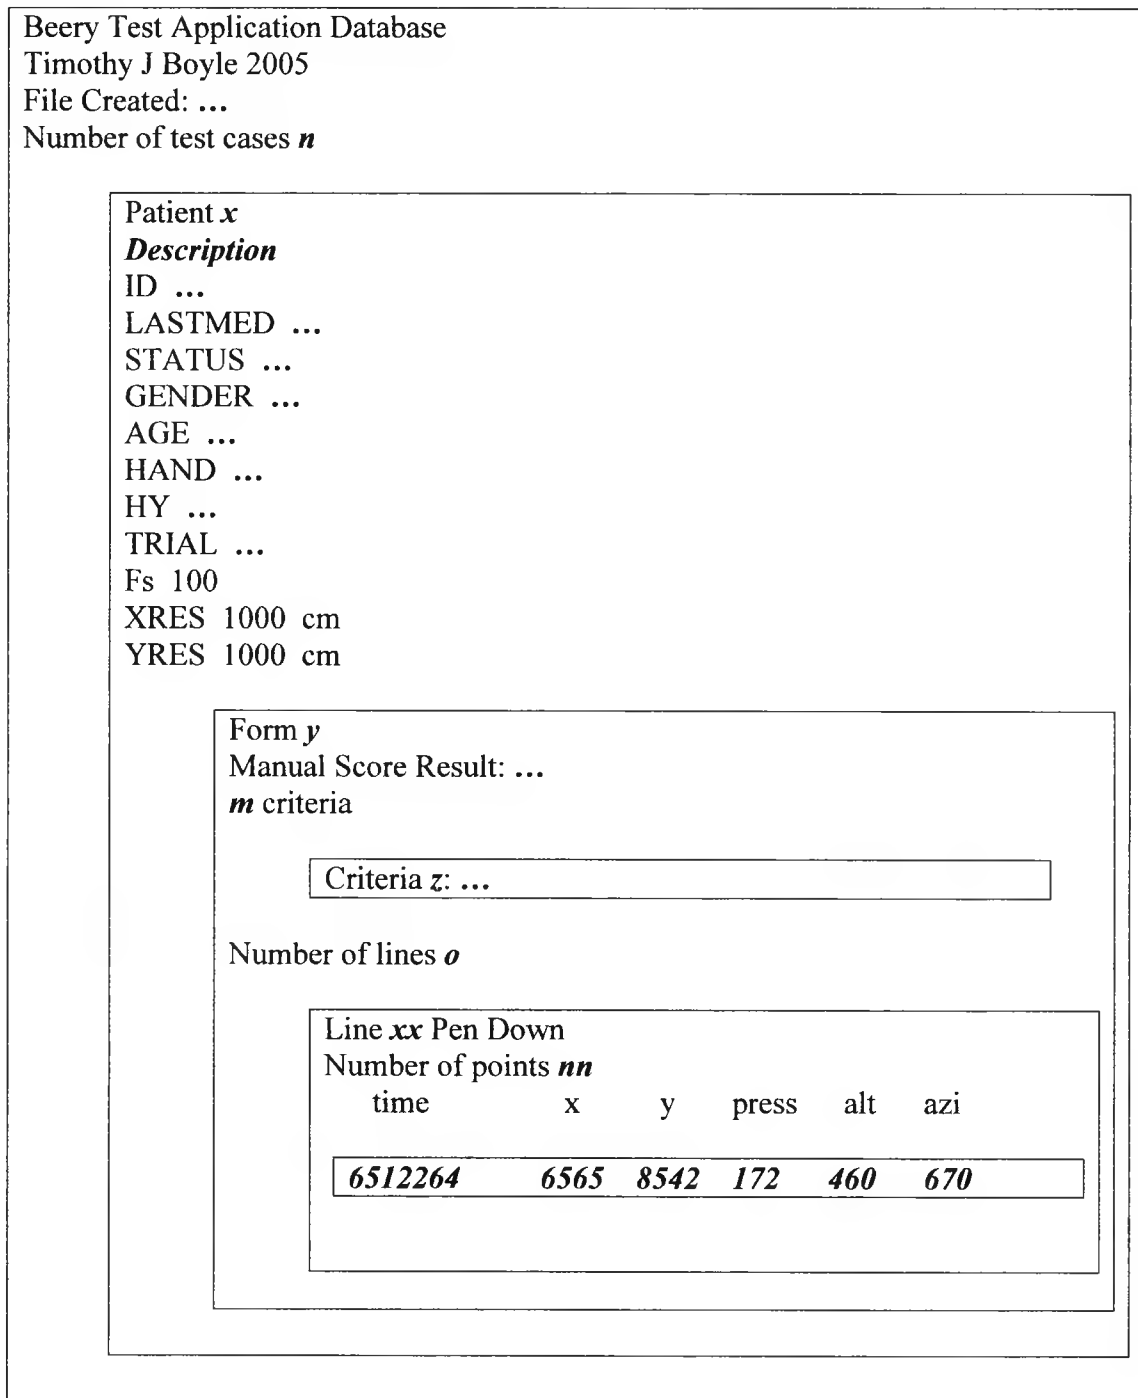 Beery Test Application Database
Timothy J Boyle 2005
File Created: ...
Number of test cases n
Patient x
Description
ID ...
LASTMED ...
STATUS ...
GENDER ...
AGE ...
HAND ...
HY ...
TRIAL ...
Fs 100
XRES 1000 cm
YRES 1000 cm
Form y
Manual Score Result: ...
m criteria
Criteria z: ...
Number of lines o
Line xx Pen Down
Number of points nn
time x y press alt azi
6512264 6565 8542 172 460 670